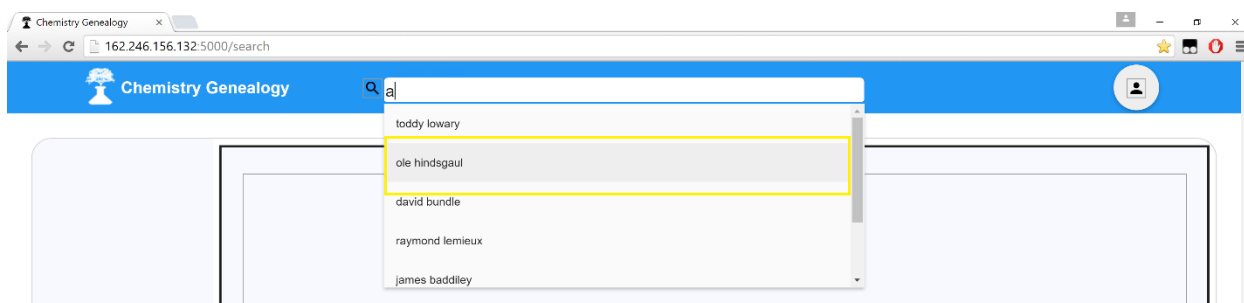 Chemistry Genealogy
162.246.156.132:5000/search
Chemistry Genealogy
a
toddy lowary
ole hindsgaul
david bundle
raymond lemieux
james baddiley